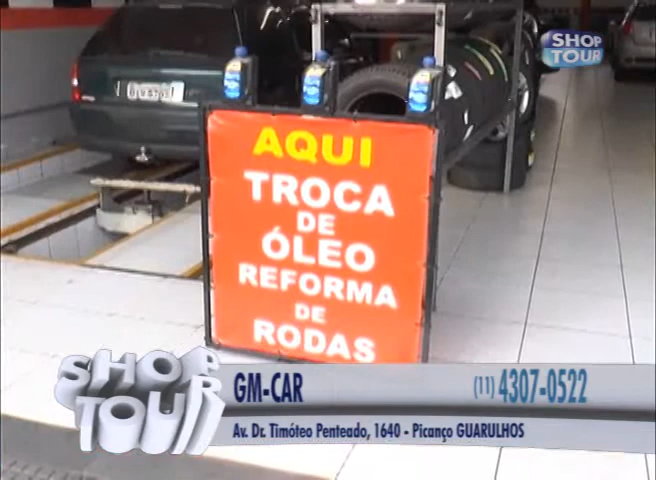 SHOP
TOUR
AQUI
TROCA
DE
ÓLEO
REFORMA
DE
RODAS
SHOP
TOUR
GM-CAR (11) 4307-0522
Av. Dr. Timóteo Penteado, 1640 - Picanço GUARULHOS